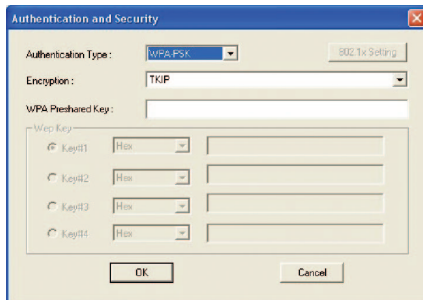 Authentication and Security
Authentication Type : WPA-PSK 802.1x Setting
Encryption : TKIP
WPA Preshared Key :
Wep Key
Key#1 Hex
Key#2 Hex
Key#3 Hex
Key#4 Hex
OK Cancel